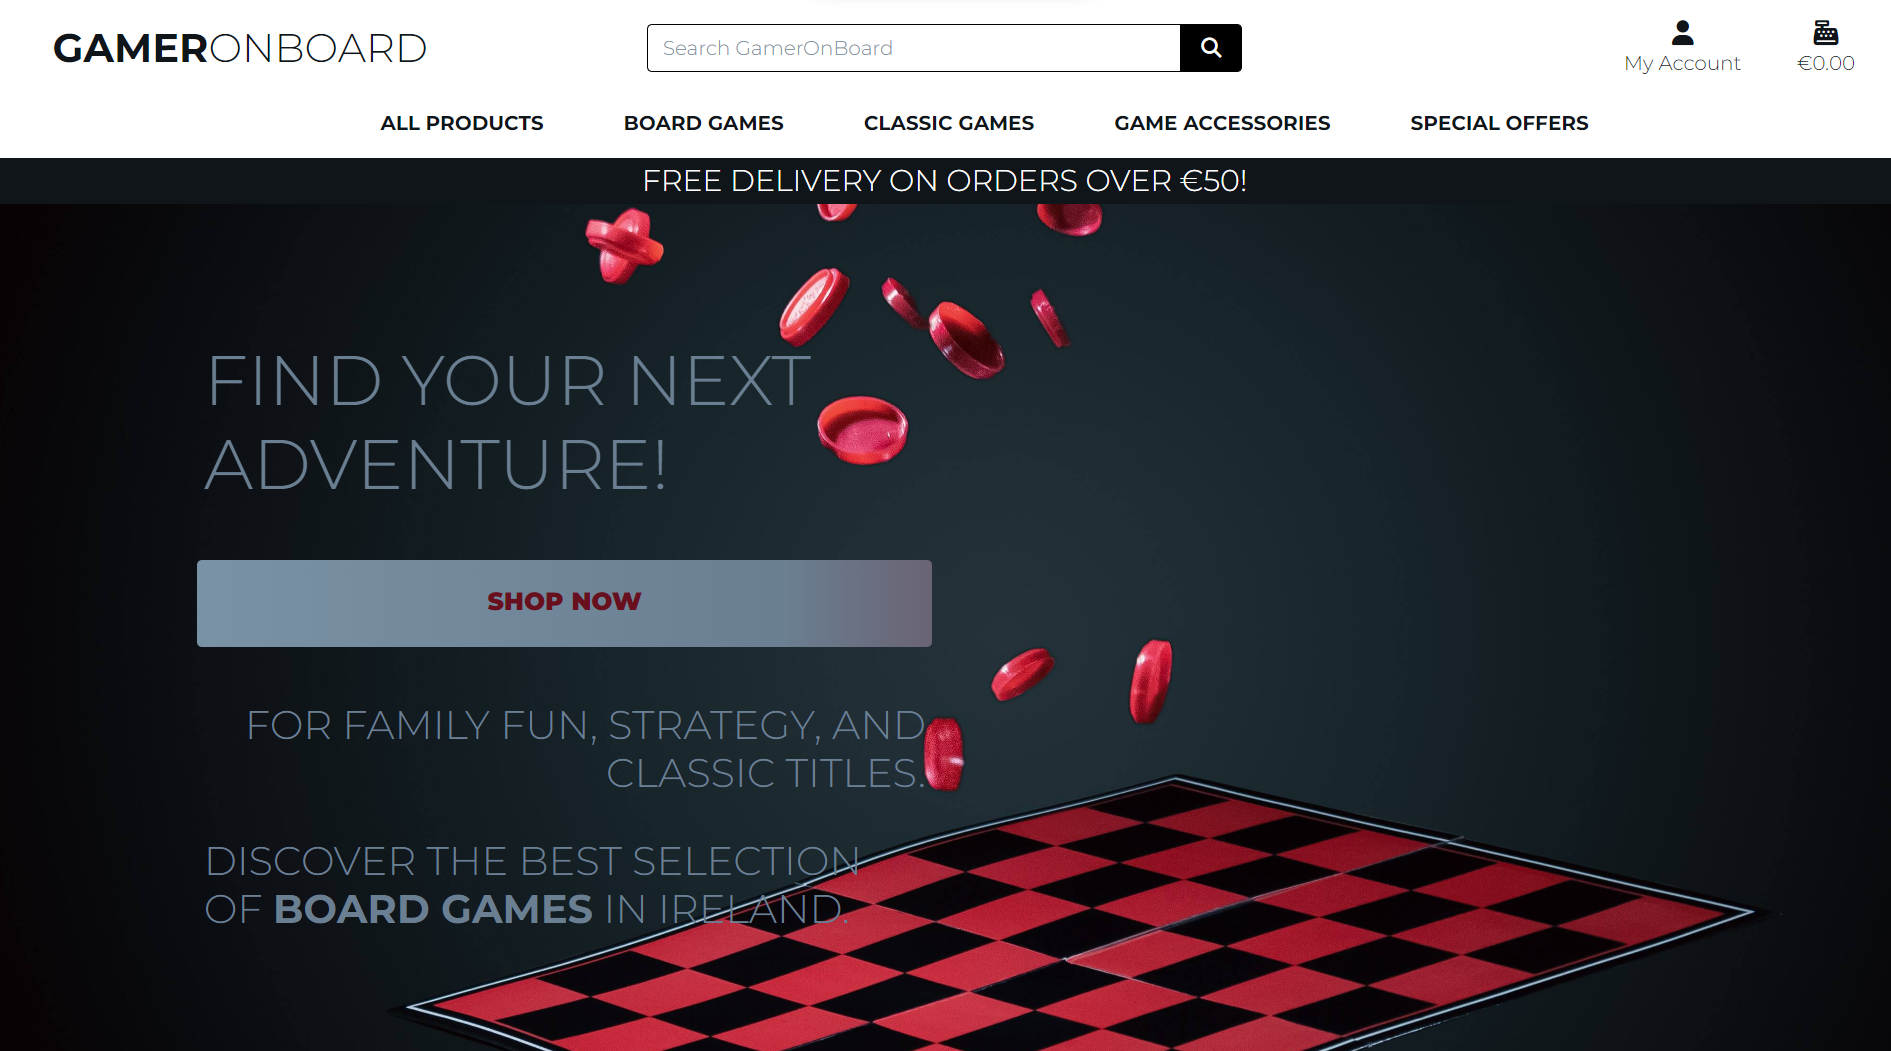 GAMERONBOARD
Search GamerOnBoard
My Account
€0.00
ALL PRODUCTS
BOARD GAMES
CLASSIC GAMES
GAME ACCESSORIES
SPECIAL OFFERS
FREE DELIVERY ON ORDERS OVER €50!
FIND YOUR NEXT
ADVENTURE!
SHOP NOW
FOR FAMILY FUN, STRATEGY, AND
CLASSIC TITLES.
DISCOVER THE BEST SELECTION
OF BOARD GAMES IN IRELAND.